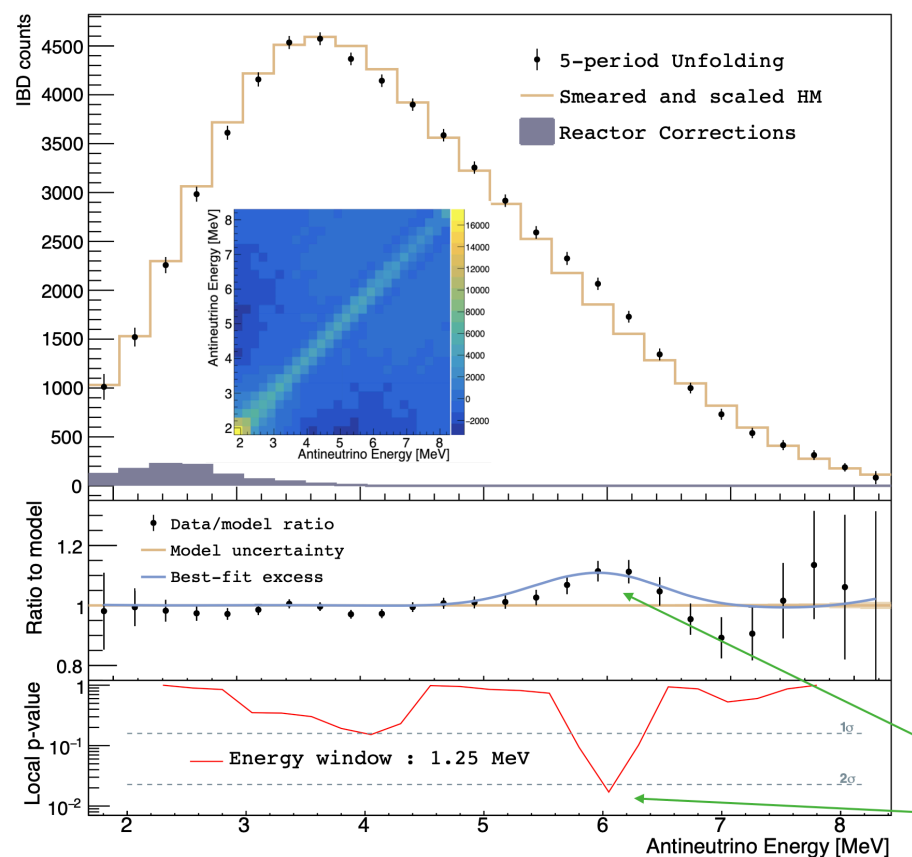 IBD counts
4500
4000
3500
3000
2500
2000
1500
1000
500
0
5-period Unfolding
Smeared and scaled HM
Reactor Corrections
Antineutrino Energy [MeV]
8
7
6
5
4
3
2
2 3 4 5 6 7 8
Antineutrino Energy [MeV]
16000
14000
12000
10000
8000
6000
4000
2000
0
−2000
Ratio to model
1.2
1
0.8
Data/model ratio
Model uncertainty
Best-fit excess
Local p-value
1
10⁻¹
10⁻²
1σ
2σ
Energy window : 1.25 MeV
2 3 4 5 6 7 8
Antineutrino Energy [MeV]